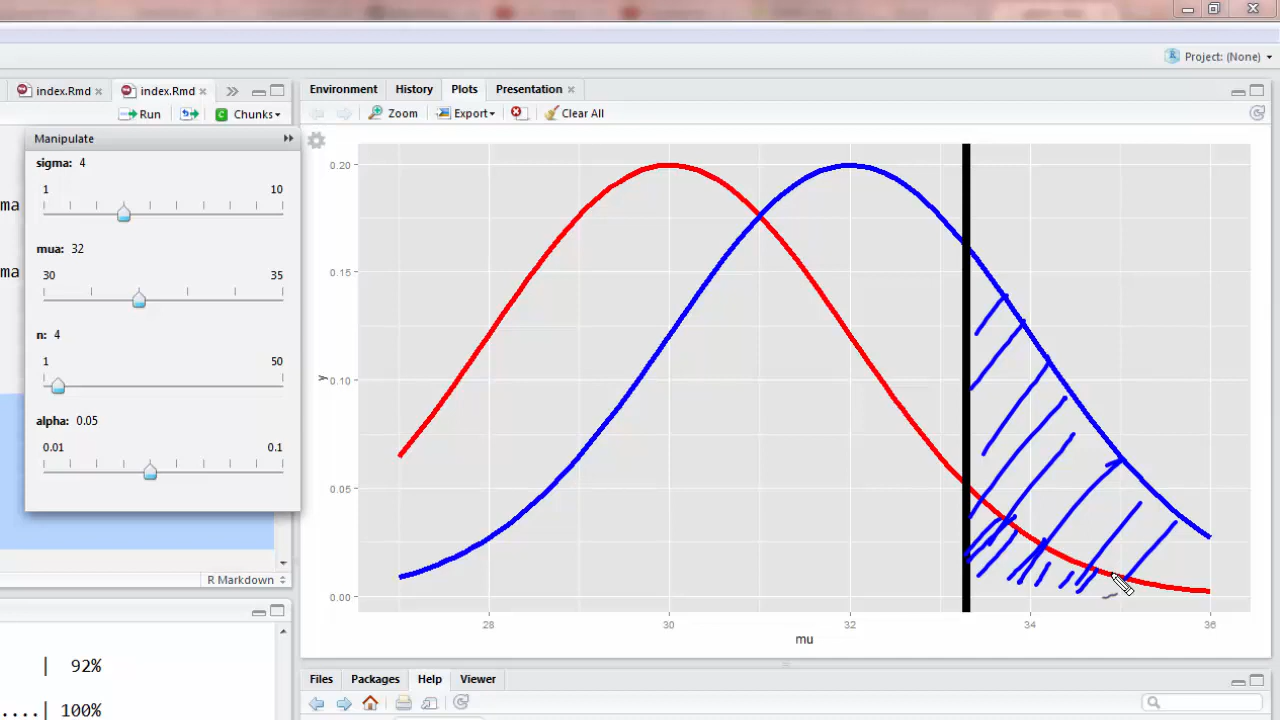 Project: (None)
index.Rmd
index.Rmd
Environment
History
Plots
Presentation
Run
Chunks
Zoom
Export
Clear All
Manipulate
sigma: 4
1
10
ma
mua: 32
30
35
ma
n: 4
1
50
alpha: 0.05
0.01
0.1
R Markdown
| 92%
....| 100%
0.20
0.15
0.10
0.05
0.00
y
28
30
32
34
36
mu
Files
Packages
Help
Viewer